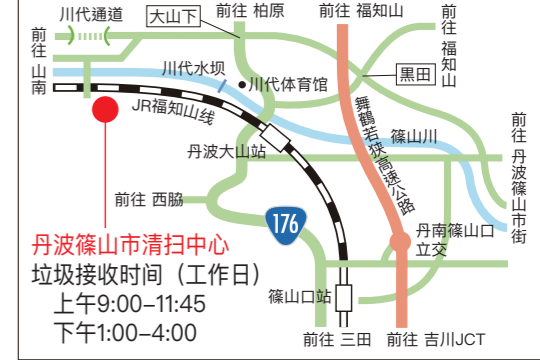 川代通道
大山下
前往 柏原
前往 福知山
前往 福知山
前往 山南
川代水坝
川代体育馆
黒田
JR福知山线
舞鶴若狭高速公路
篠山川
前往 丹波篠山市街
丹波大山站
前往 西脇
176
丹波篠山市清扫中心
垃圾接收时间（工作日）
上午9:00–11:45
下午1:00–4:00
丹南篠山口
立交
篠山口站
前往 三田
前往 吉川JCT